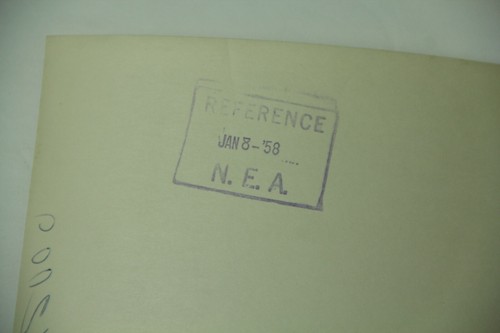 REFERENCE
JAN 8 - '58
N. E. A.